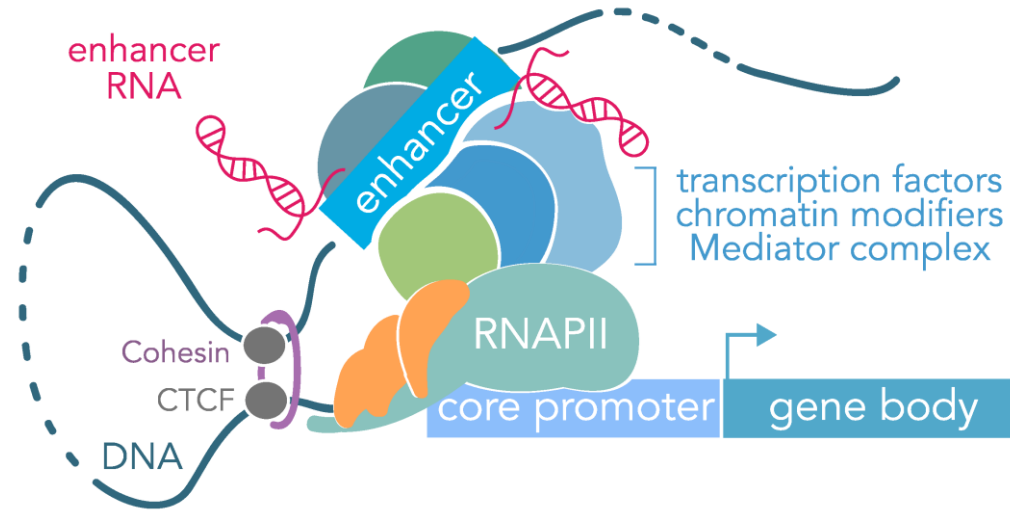 enhancer
RNA
enhancer
transcription factors
chromatin modifiers
Mediator complex
RNAPII
Cohesin
CTCF
core promoter
gene body
DNA